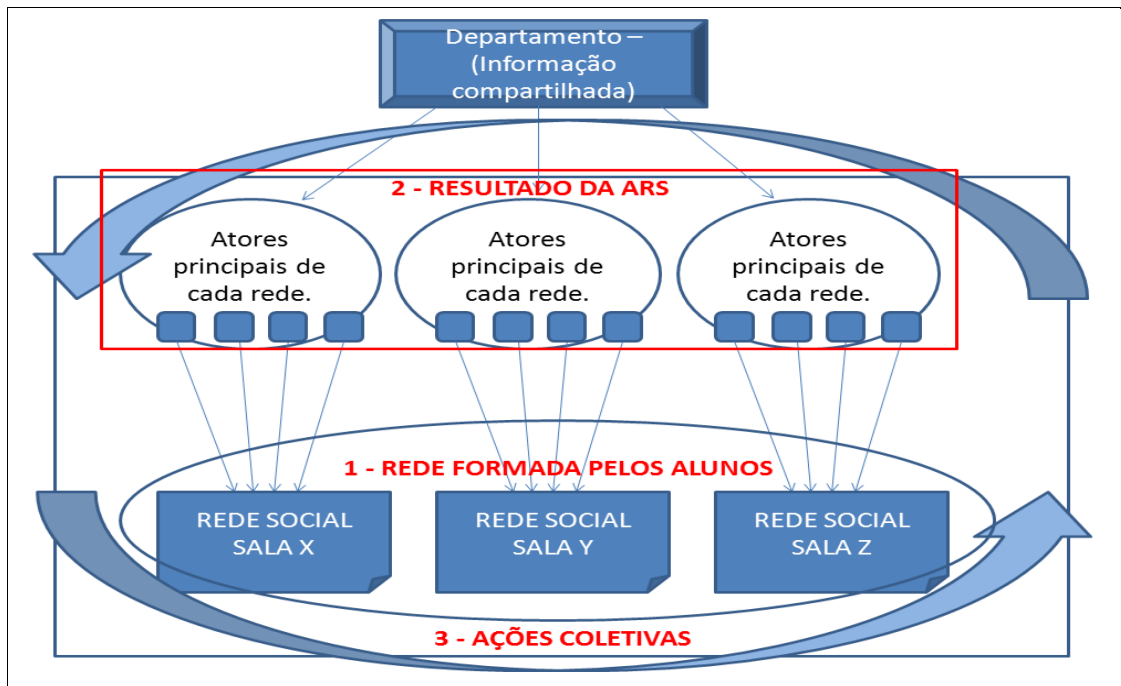 Departamento –
(Informação
compartilhada)
2 - RESULTADO DA ARS
Atores
principais de
cada rede.
Atores
principais de
cada rede.
Atores
principais de
cada rede.
1 - REDE FORMADA PELOS ALUNOS
REDE SOCIAL
SALA X
REDE SOCIAL
SALA Y
REDE SOCIAL
SALA Z
3 - AÇÕES COLETIVAS